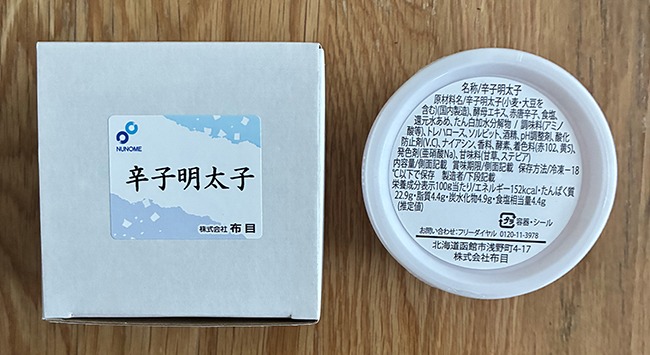 NUNOME
辛子明太子
株式会社 布目
名称/辛子明太子
原材料名/辛子明太子(小麦・大豆を
含む)(国内製造)、酵母エキス、赤唐辛子、食塩、
還元水あめ、たん白加水分解物 / 調味料(アミノ
酸等)、トレハロース、ソルビット、酒精、pH調整剤、酸化
防止剤(V.C)、ナイアシン、香料、酵素、着色料(赤102、黄5)、
発色剤(亜硝酸Na)、甘味料(甘草、ステビア)
内容量/側面記載 賞味期限/側面記載 保存方法/冷凍−18
℃以下で保存 製造者/下段記載
栄養成分表示100g当たり/エネルギー152kcal・たんぱく質
22.9g・脂質4.4g・炭水化物4.9g・食塩相当量4.4g
(推定値)
プラ 容器・シール
お問い合わせ:フリーダイヤル 0120-11-3978
北海道函館市浅野町4-17
株式会社布目